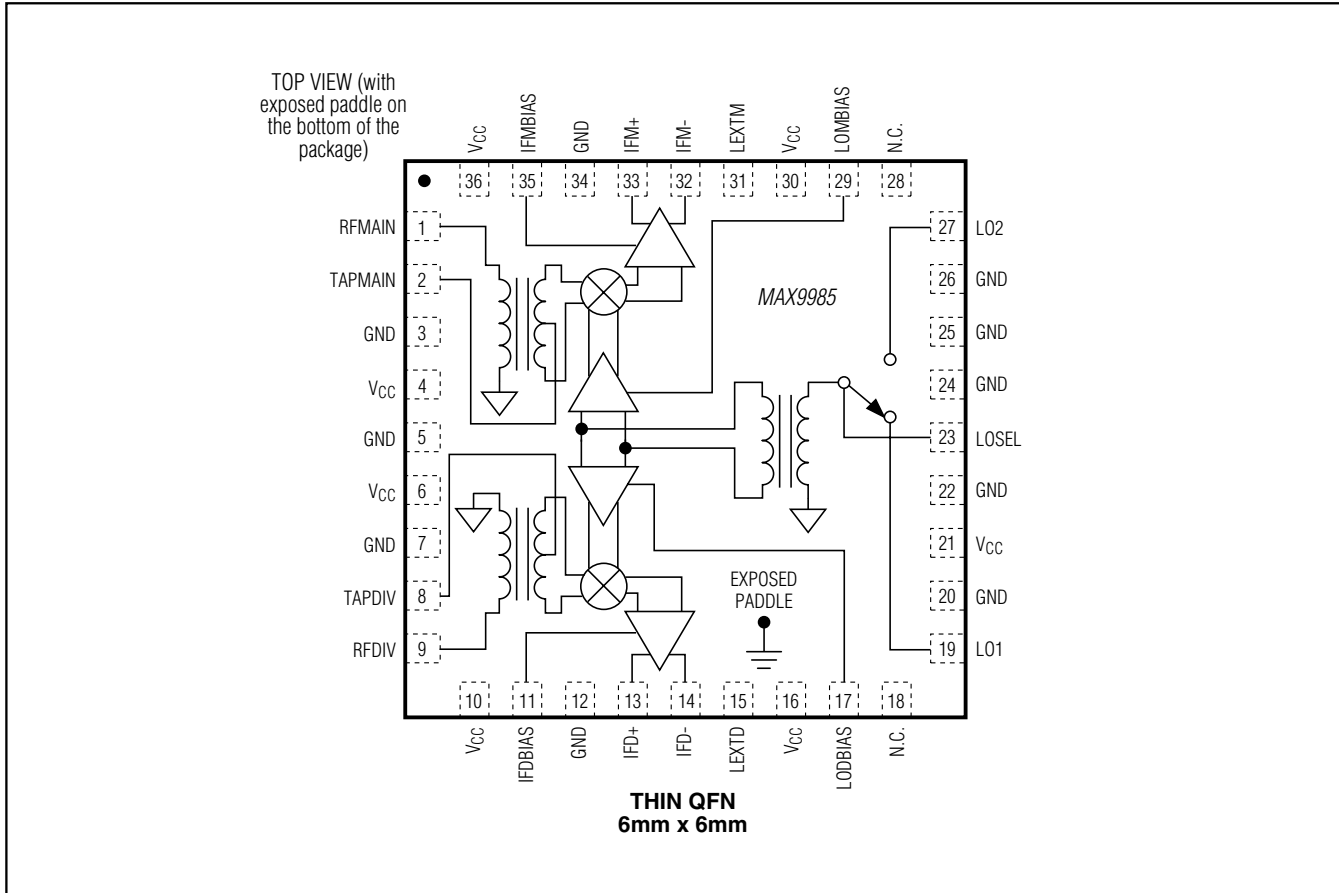 TOP VIEW (with
exposed paddle on
the bottom of the
package)
VCC
IFMBIAS
GND
IFM+
IFM-
LEXTM
VCC
LOMBIAS
N.C.
36
35
34
33
32
31
30
29
28
RFMAIN 1
TAPMAIN 2
GND 3
VCC 4
GND 5
VCC 6
GND 7
TAPDIV 8
RFDIV 9
MAX9985
EXPOSED
PADDLE
27 LO2
26 GND
25 GND
24 GND
23 LOSEL
22 GND
21 VCC
20 GND
19 LO1
10
11
12
13
14
15
16
17
18
VCC
IFDBIAS
GND
IFD+
IFD-
LEXTD
VCC
LODBIAS
N.C.
THIN QFN
6mm x 6mm